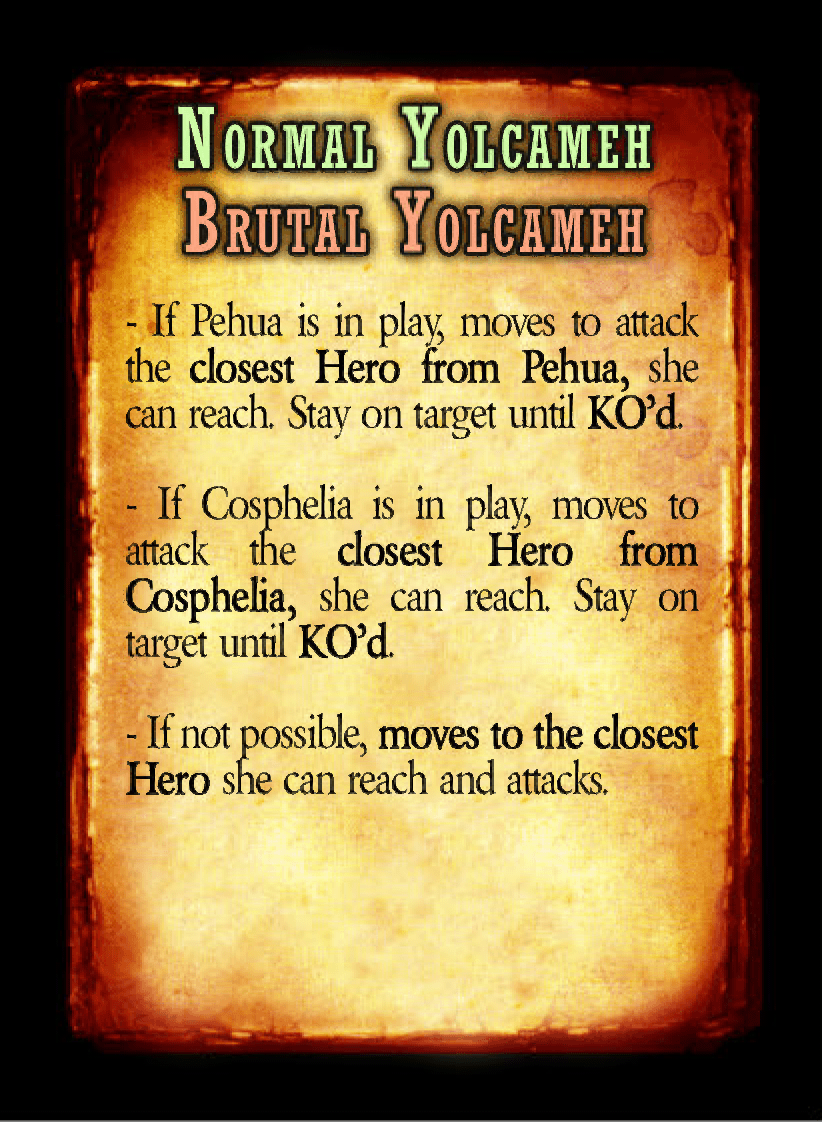 NORMAL YOLCAMEH
BRUTAL YOLCAMEH
- If Pehua is in play, moves to attack
the closest Hero from Pehua, she
can reach. Stay on target until KO’d.
- If Cosphelia is in play, moves to
attack the closest Hero from
Cosphelia, she can reach. Stay on
target until KO’d.
- If not possible, moves to the closest
Hero she can reach and attacks.